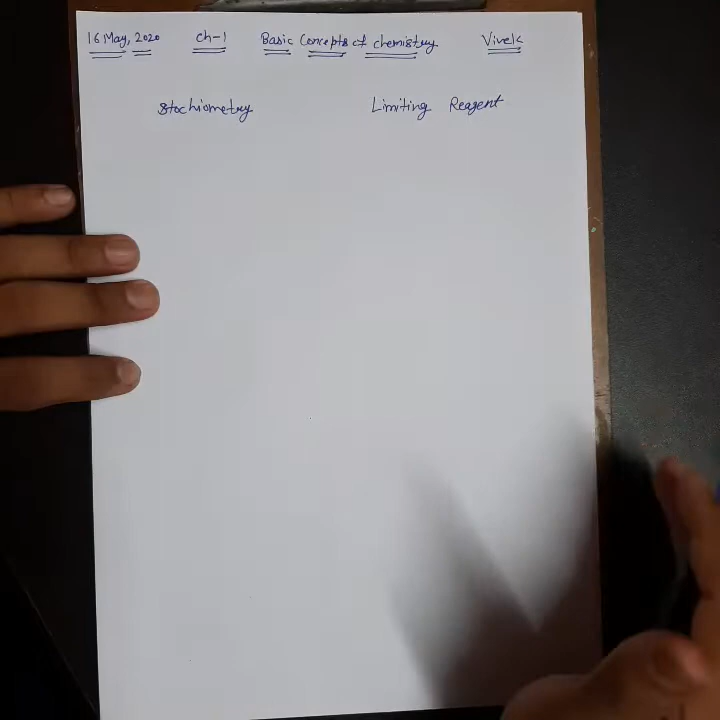 16 May, 2020 ch-1 Basic Concepts of chemistry Vivek
Stochiometry Limiting Reagent